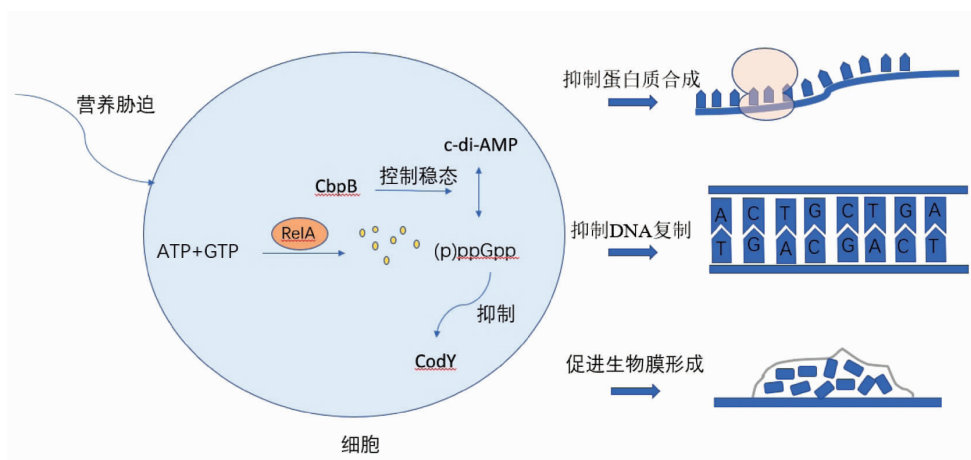 营养胁迫
c-di-AMP
CbpB
控制稳态
ATP+GTP
RelA
(p)ppGpp
抑制
CodY
细胞
抑制蛋白质合成
抑制DNA复制
A C T G C T G A
T G A C G A C T
促进生物膜形成